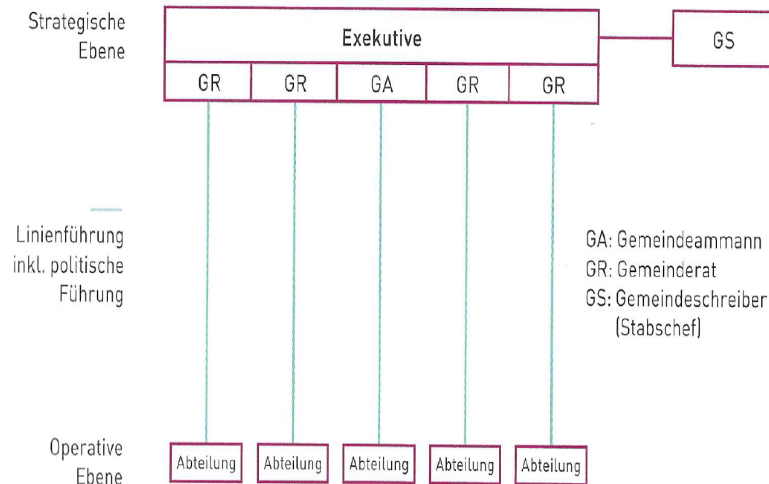 Strategische
Ebene
Exekutive
GS
GR
GR
GA
GR
GR
Linienführung
inkl. politische
Führung
GA: Gemeindeammann
GR: Gemeinderat
GS: Gemeindeschreiber
(Stabschef)
Operative
Ebene
Abteilung
Abteilung
Abteilung
Abteilung
Abteilung